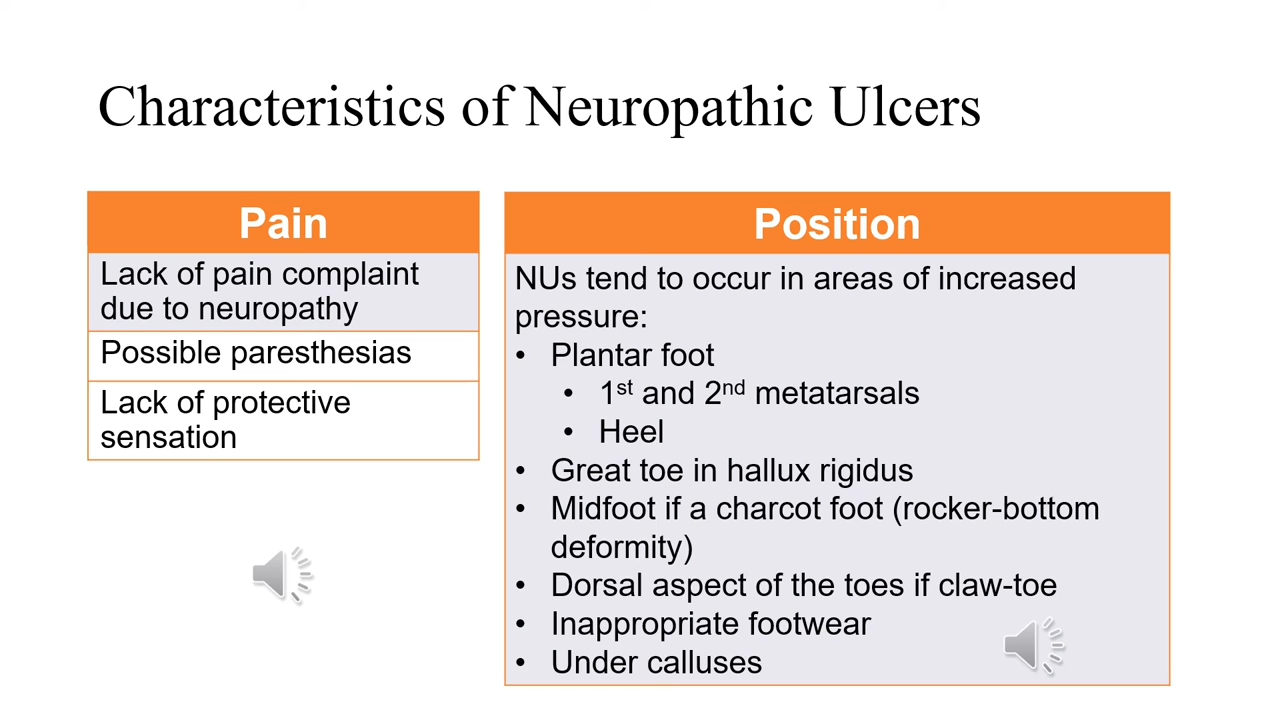 Characteristics of Neuropathic Ulcers
Pain
Lack of pain complaint
due to neuropathy
Possible paresthesias
Lack of protective
sensation
Position
NUs tend to occur in areas of increased
pressure:
• Plantar foot
• 1st and 2nd metatarsals
• Heel
• Great toe in hallux rigidus
• Midfoot if a charcot foot (rocker-bottom
deformity)
• Dorsal aspect of the toes if claw-toe
• Inappropriate footwear
• Under calluses